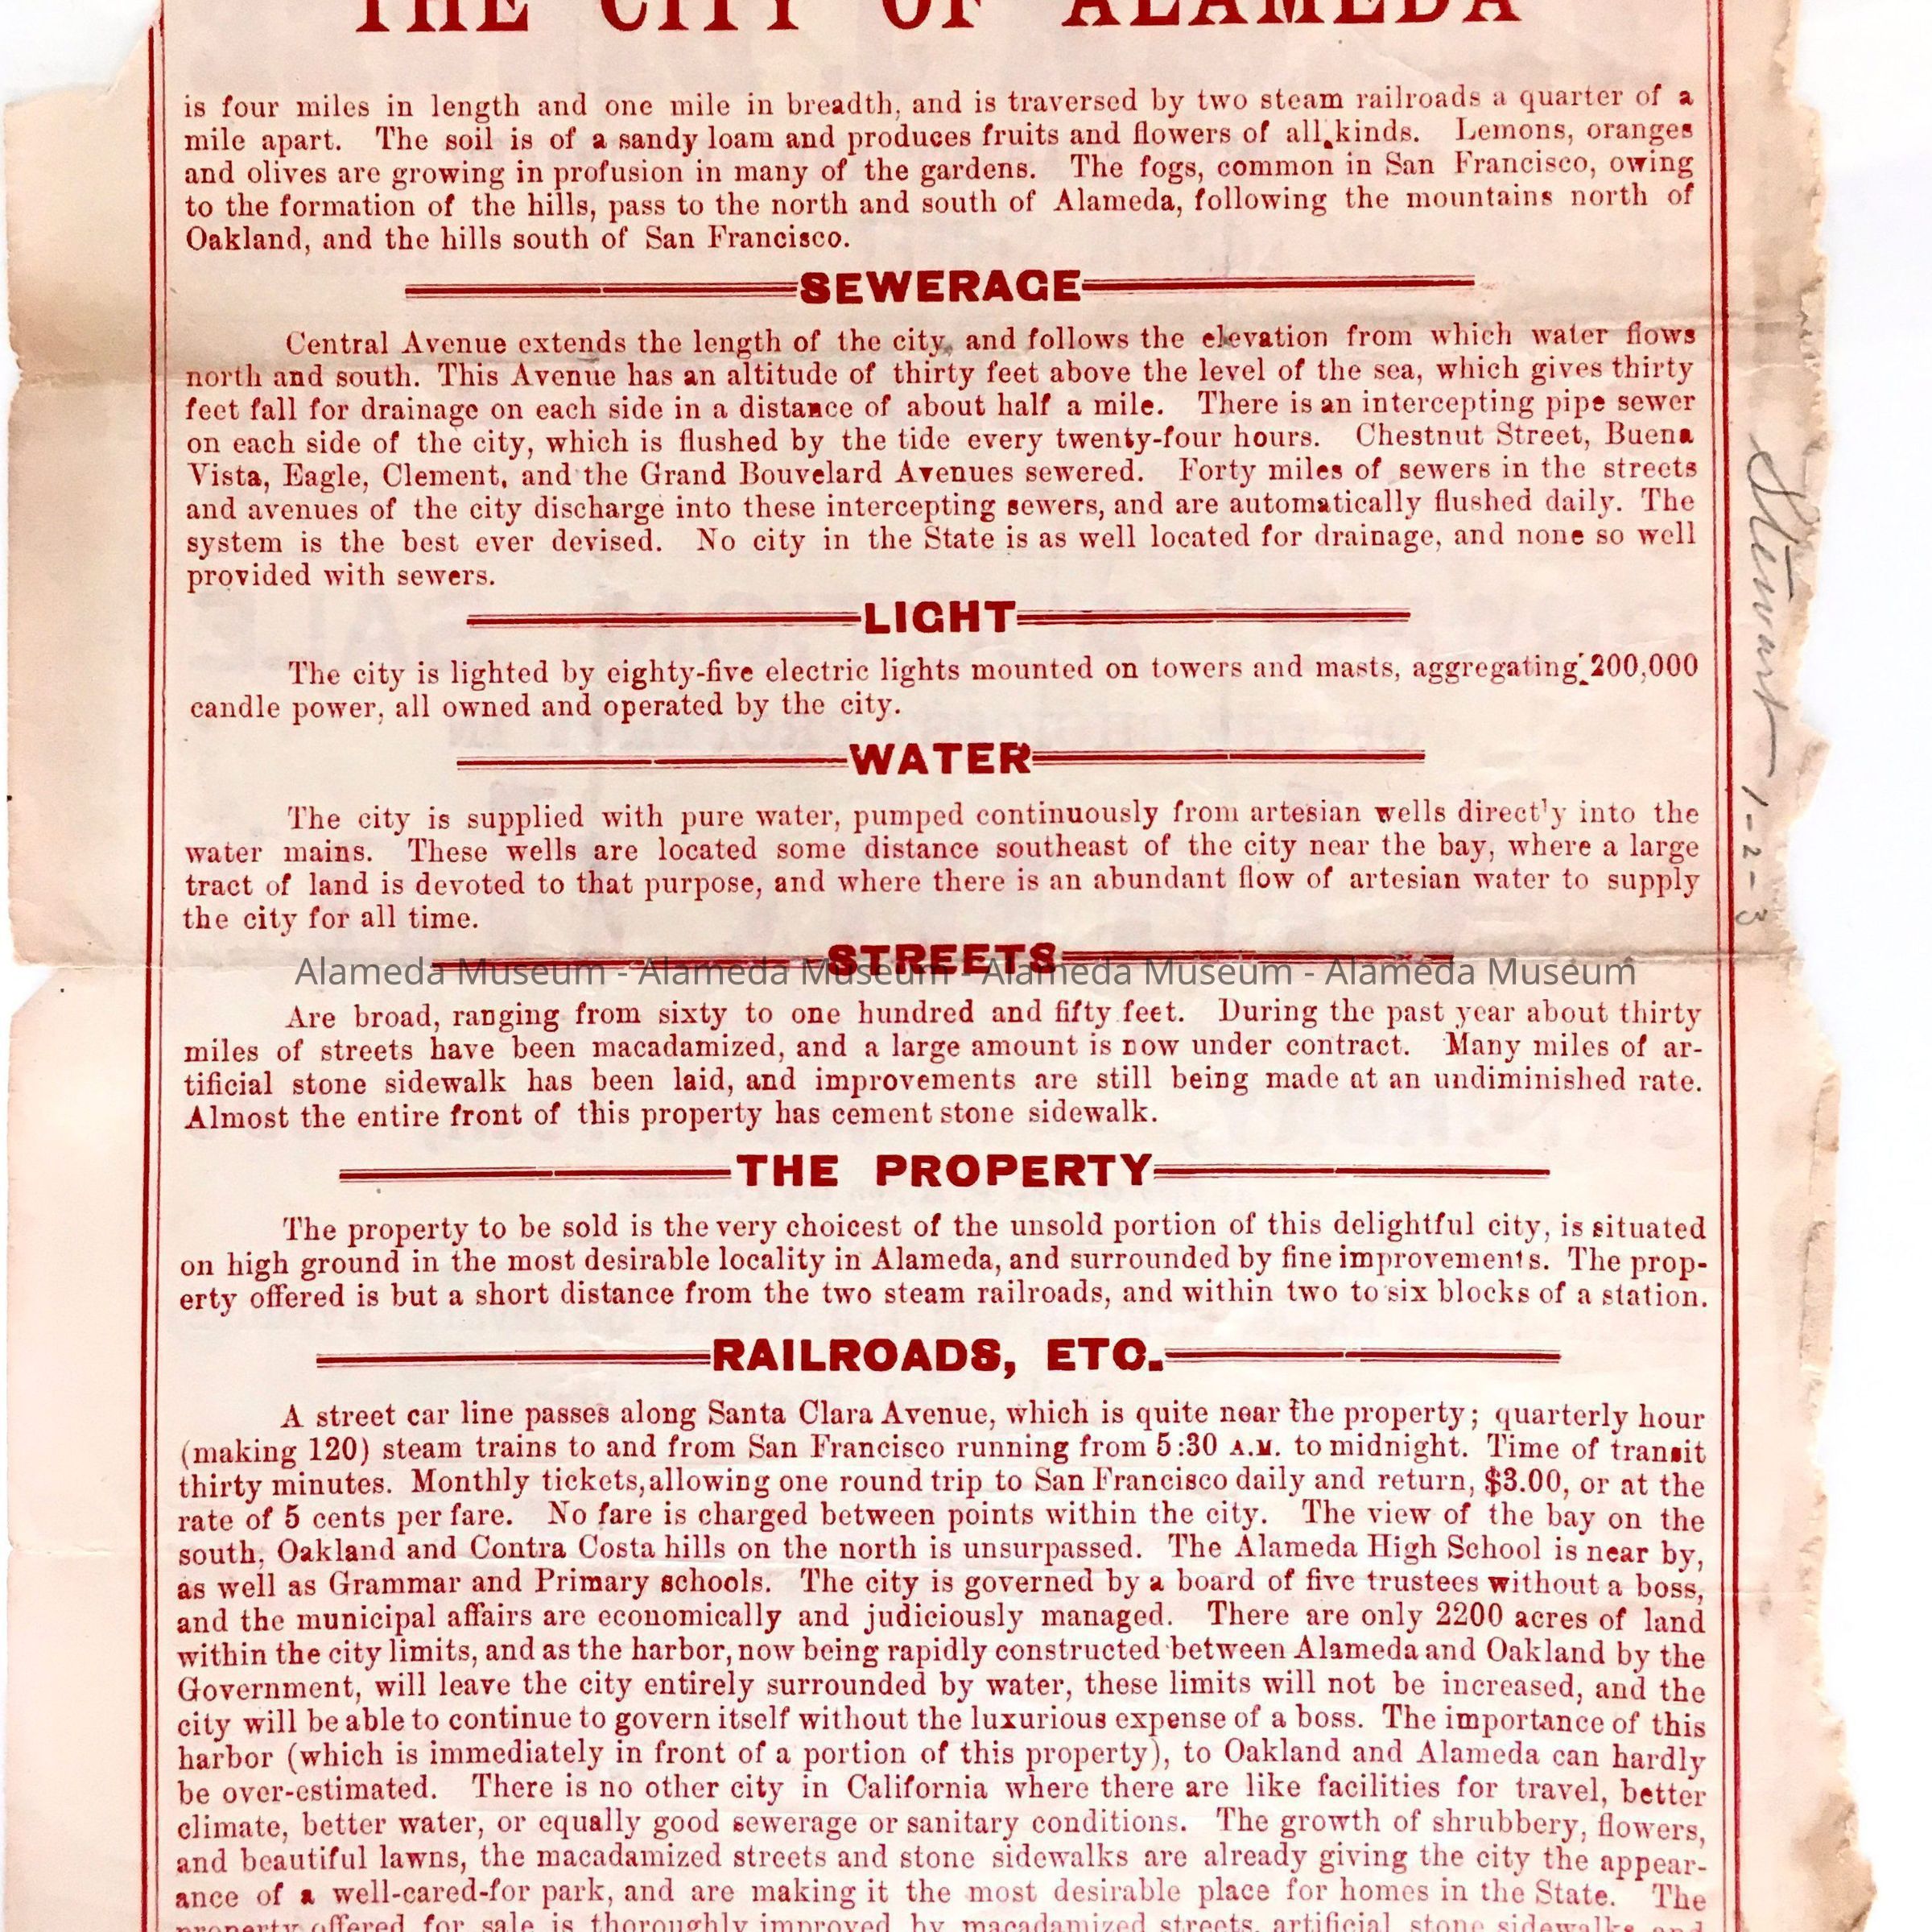 THE CITY OF ALAMEDA
is four miles in length and one mile in breadth, and is traversed by two steam railroads a quarter of a
mile apart. The soil is of a sandy loam and produces fruits and flowers of all kinds. Lemons, oranges
and olives are growing in profusion in many of the gardens. The fogs, common in San Francisco, owing
to the formation of the hills, pass to the north and south of Alameda, following the mountains north of
Oakland, and the hills south of San Francisco.
SEWERAGE
Central Avenue extends the length of the city, and follows the elevation from which water flows
north and south. This Avenue has an altitude of thirty feet above the level of the sea, which gives thirty
feet fall for drainage on each side in a distance of about half a mile. There is an intercepting pipe sewer
on each side of the city, which is flushed by the tide every twenty-four hours. Chestnut Street, Buena
Vista, Eagle, Clement, and the Grand Bouvelard Avenues sewered. Forty miles of sewers in the streets
and avenues of the city discharge into these intercepting sewers, and are automatically flushed daily. The
system is the best ever devised. No city in the State is as well located for drainage, and none so well
provided with sewers.
LIGHT
The city is lighted by eighty-five electric lights mounted on towers and masts, aggregating 200,000
candle power, all owned and operated by the city.
WATER
The city is supplied with pure water, pumped continuously from artesian wells directly into the
water mains. These wells are located some distance southeast of the city near the bay, where a large
tract of land is devoted to that purpose, and where there is an abundant flow of artesian water to supply
the city for all time.
STREETS
Alameda Museum - Alameda Museum - Alameda Museum - Alameda Museum
Are broad, ranging from sixty to one hundred and fifty feet. During the past year about thirty
miles of streets have been macadamized, and a large amount is now under contract. Many miles of ar-
tificial stone sidewalk has been laid, and improvements are still being made at an undiminished rate.
Almost the entire front of this property has cement stone sidewalk.
THE PROPERTY
The property to be sold is the very choicest of the unsold portion of this delightful city, is situated
on high ground in the most desirable locality in Alameda, and surrounded by fine improvements. The prop-
erty offered is but a short distance from the two steam railroads, and within two to six blocks of a station.
RAILROADS, ETC.
A street car line passes along Santa Clara Avenue, which is quite near the property; quarterly hour
(making 120) steam trains to and from San Francisco running from 5:30 A.M. to midnight. Time of transit
thirty minutes. Monthly tickets, allowing one round trip to San Francisco daily and return, $3.00, or at the
rate of 5 cents per fare. No fare is charged between points within the city. The view of the bay on the
south, Oakland and Contra Costa hills on the north is unsurpassed. The Alameda High School is near by,
as well as Grammar and Primary schools. The city is governed by a board of five trustees without a boss,
and the municipal affairs are economically and judiciously managed. There are only 2200 acres of land
within the city limits, and as the harbor, now being rapidly constructed between Alameda and Oakland by the
Government, will leave the city entirely surrounded by water, these limits will not be increased, and the
city will be able to continue to govern itself without the luxurious expense of a boss. The importance of this
harbor (which is immediately in front of a portion of this property), to Oakland and Alameda can hardly
be over-estimated. There is no other city in California where there are like facilities for travel, better
climate, better water, or equally good sewerage or sanitary conditions. The growth of shrubbery, flowers,
and beautiful lawns, the macadamized streets and stone sidewalks are already giving the city the appear-
ance of a well-cared-for park, and are making it the most desirable place for homes in the State. The
property offered for sale is thoroughly improved by macadamized streets, artificial stone sidewalks and
Stewart 1-2-3